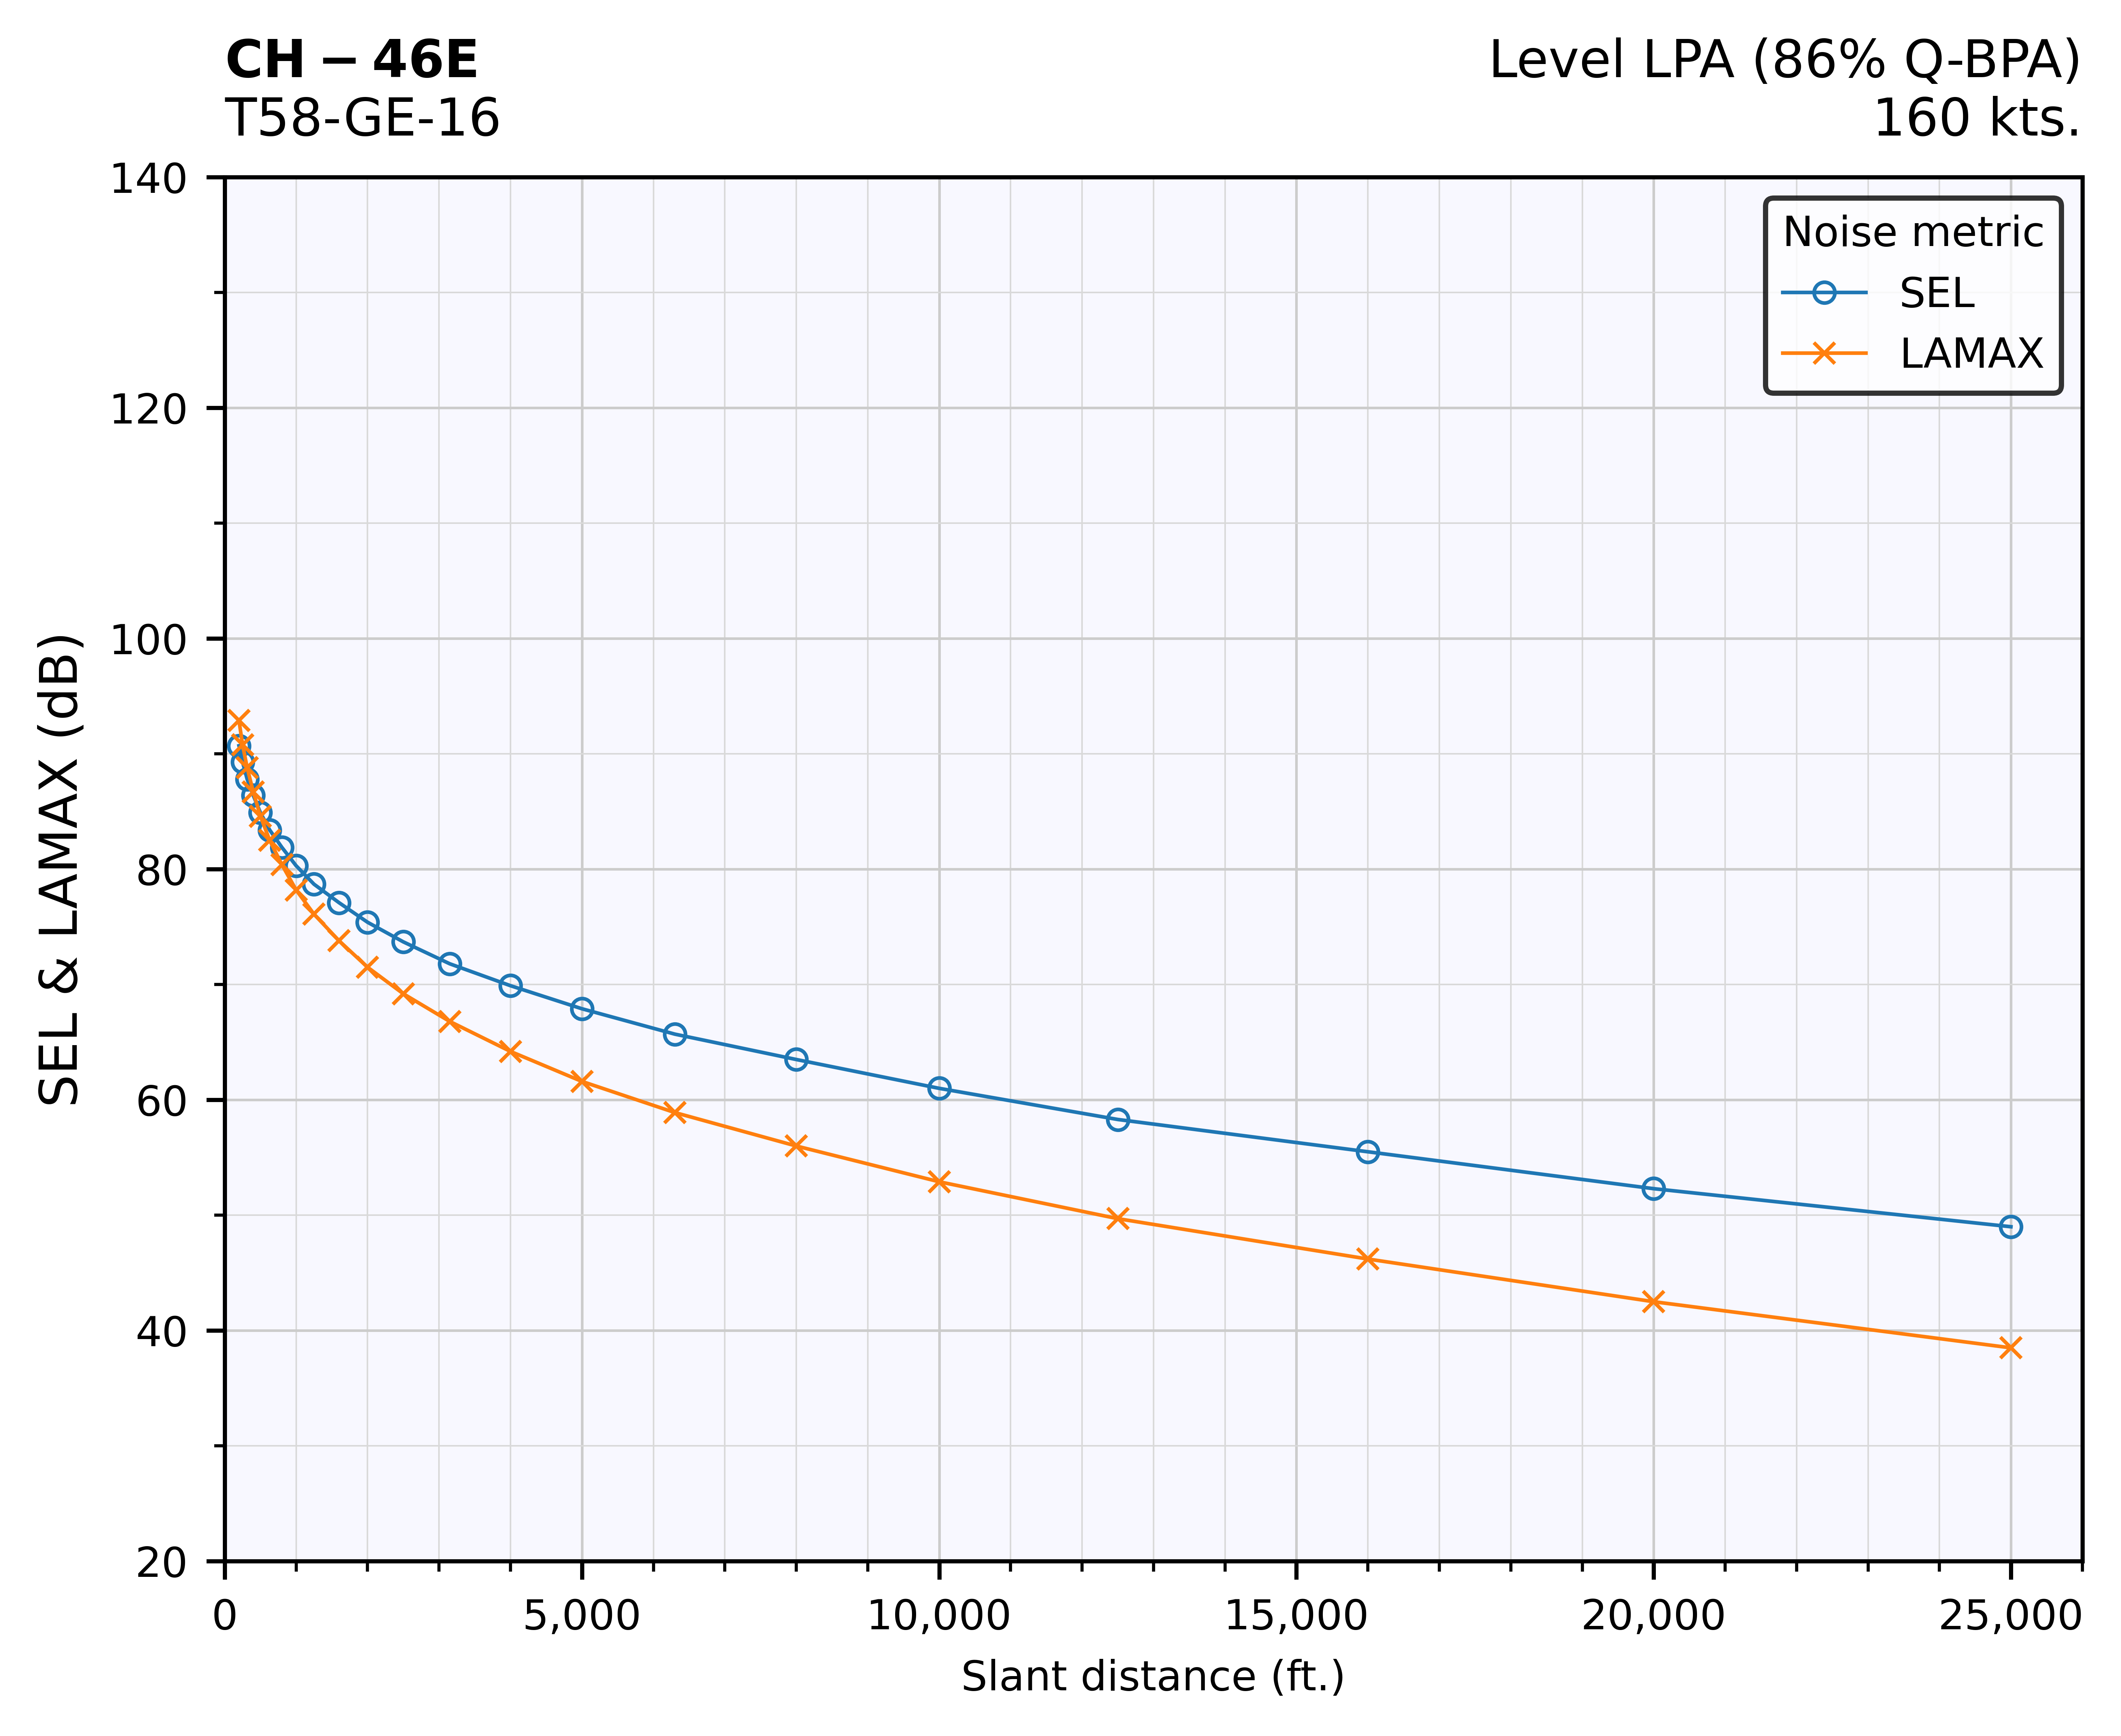 CH − 46E
T58-GE-16
Level LPA (86% Q-BPA)
160 kts.
SEL & LAMAX (dB)
140
120
100
80
60
40
20
Noise metric
SEL
LAMAX
0
5,000
10,000
15,000
20,000
25,000
Slant distance (ft.)